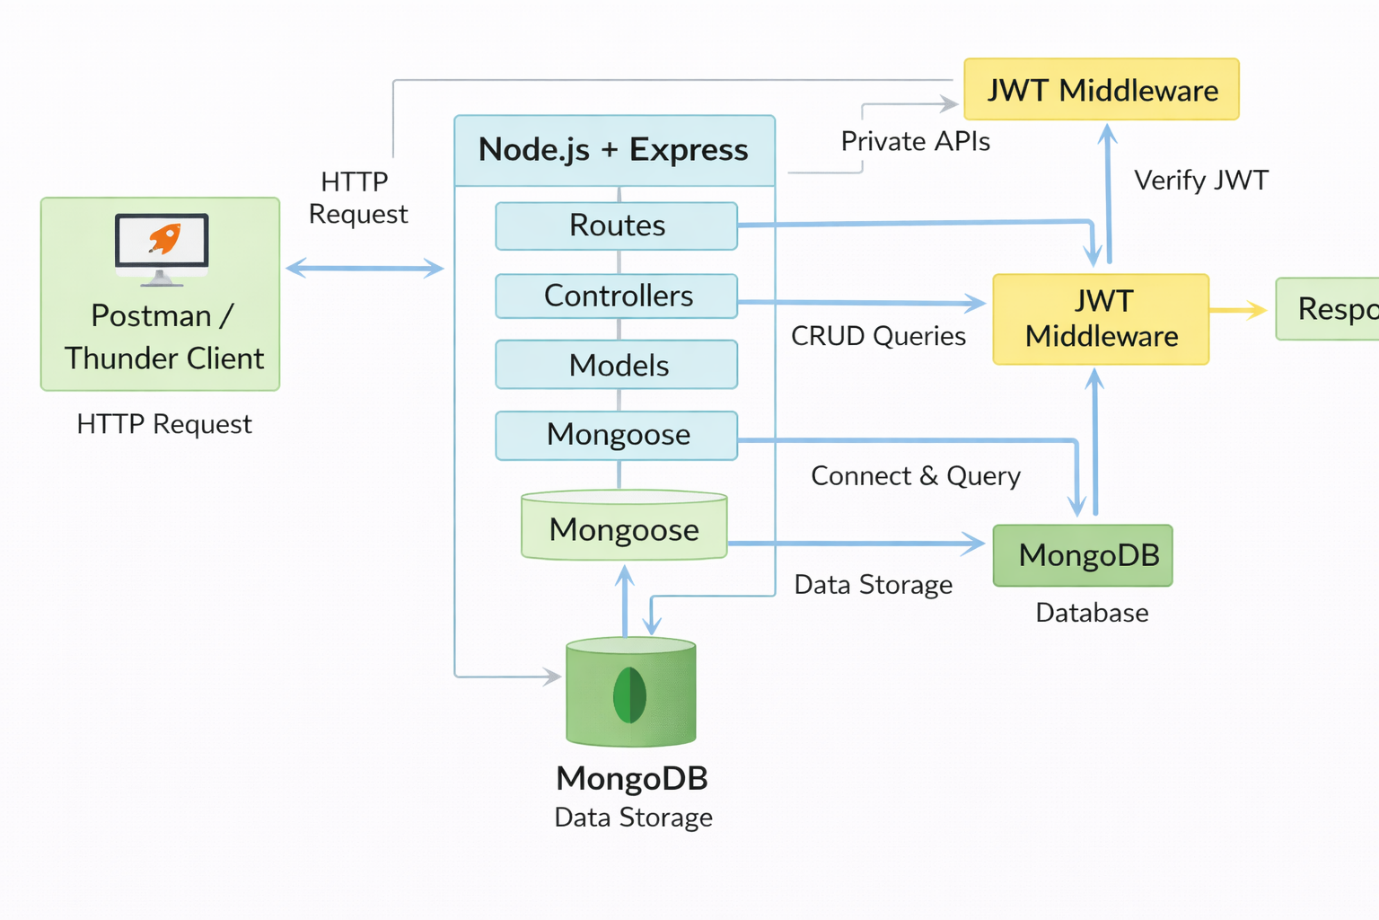 JWT Middleware
Private APIs
Node.js + Express
HTTP
Request
Verify JWT
Routes
Postman /
Thunder Client
HTTP Request
Controllers
CRUD Queries
JWT
Middleware
Respo
Models
Mongoose
Connect & Query
Mongoose
Data Storage
MongoDB
Database
MongoDB
Data Storage